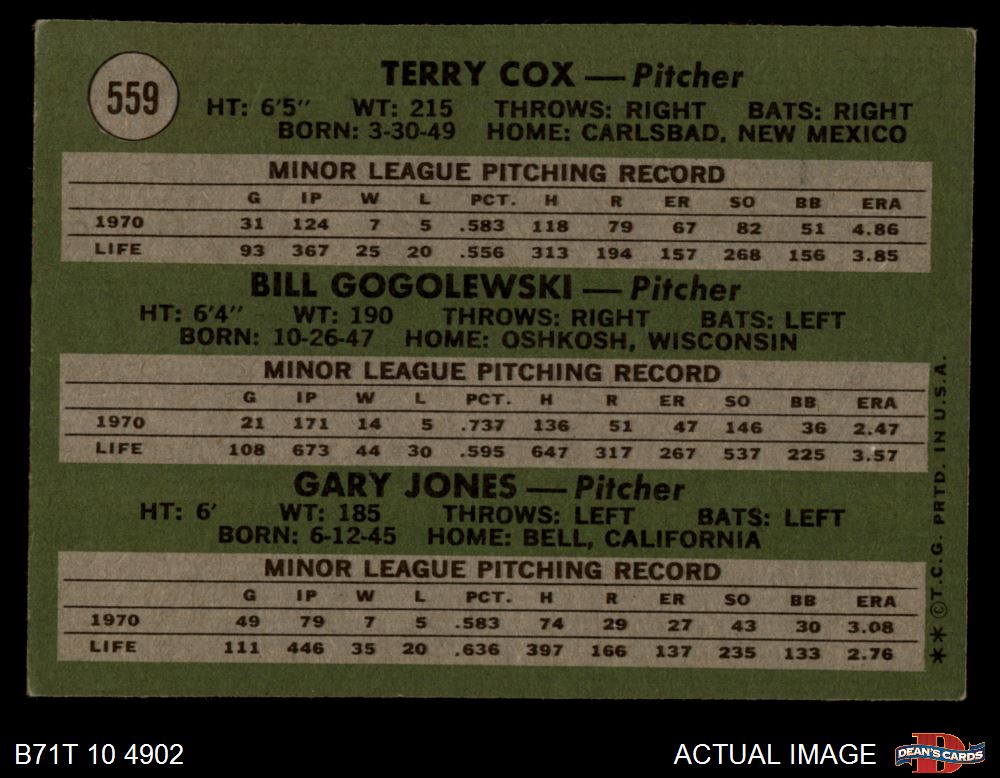 559
TERRY COX — Pitcher
HT: 6'5" WT: 215 THROWS: RIGHT BATS: RIGHT
BORN: 3-30-49 HOME: CARLSBAD, NEW MEXICO
MINOR LEAGUE PITCHING RECORD
G IP W L PCT. H R ER SO BB ERA
1970 31 124 7 5 .583 118 79 67 82 51 4.86
LIFE 93 367 25 20 .556 313 194 157 268 156 3.85
BILL GOGOLEWSKI — Pitcher
HT: 6'4" WT: 190 THROWS: RIGHT BATS: LEFT
BORN: 10-26-47 HOME: OSHKOSH, WISCONSIN
MINOR LEAGUE PITCHING RECORD
G IP W L PCT. H R ER SO BB ERA
1970 21 171 14 5 .737 136 51 47 146 36 2.47
LIFE 108 673 44 30 .595 647 317 267 537 225 3.57
GARY JONES — Pitcher
HT: 6' WT: 185 THROWS: LEFT BATS: LEFT
BORN: 6-12-45 HOME: BELL, CALIFORNIA
MINOR LEAGUE PITCHING RECORD
G IP W L PCT. H R ER SO BB ERA
1970 49 79 7 5 .583 74 29 27 43 30 3.08
LIFE 111 446 35 20 .636 397 166 137 235 133 2.76
** ©T.C.G. PRTD. IN U.S.A.
B71T 10 4902
ACTUAL IMAGE
DEAN'S CARDS